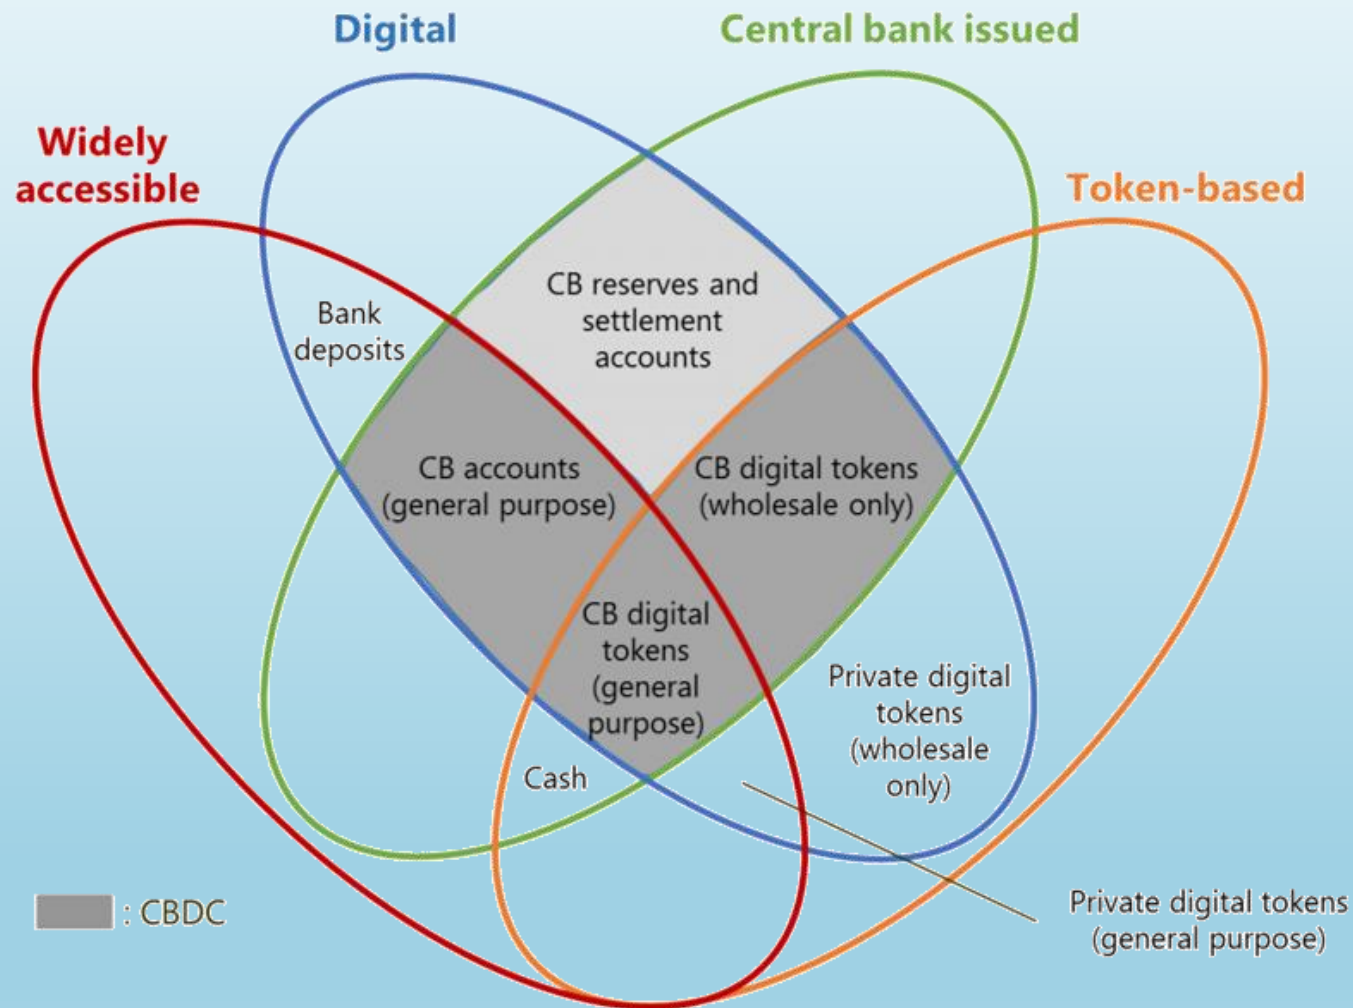 Digital
Central bank issued
Widely
accessible
Token-based
CB reserves and
settlement
accounts
Bank
deposits
CB accounts
(general purpose)
CB digital tokens
(wholesale only)
CB digital
tokens
(general
purpose)
Private digital
tokens
(wholesale
only)
Cash
: CBDC
Private digital tokens
(general purpose)